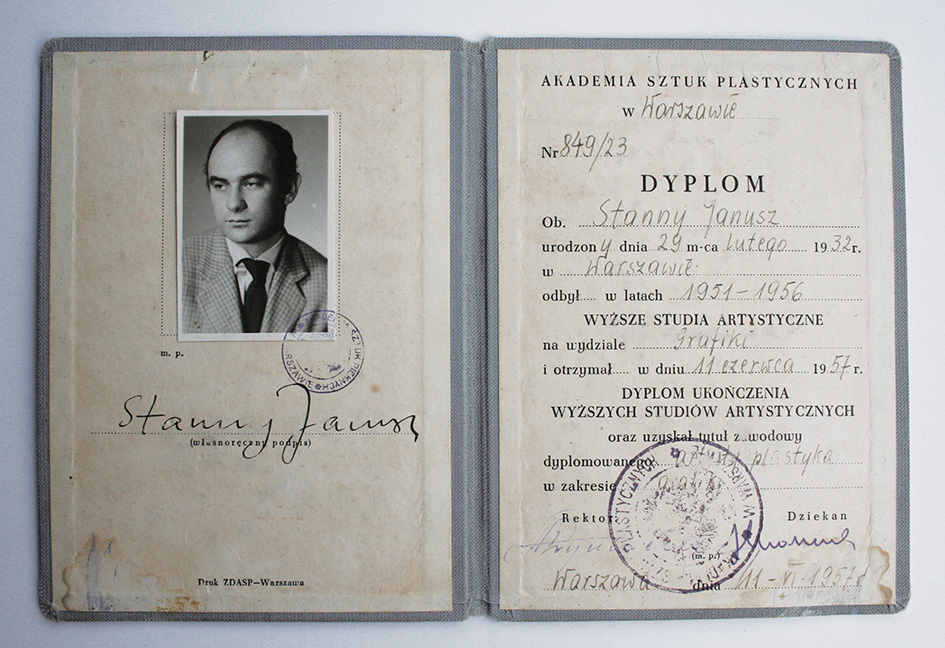 m. p.
Stanny Janusz
(własnoręczny podpis)
Druk ZDASP—Warszawa
AKADEMIA SZTUK PLASTYCZNYCH
w Warszawie
Nr 849/23
DYPLOM
Ob. Stanny Janusz
urodzony dnia 29 m-ca lutego 1932 r.
w Warszawie
odbył w latach 1951-1956
WYŻSZE STUDIA ARTYSTYCZNE
na wydziale Grafiki
i otrzymał w dniu 11 czerwca 1957 r.
DYPLOM UKOŃCZENIA
WYŻSZYCH STUDIÓW ARTYSTYCZNYCH
oraz uzyskał tytuł zawodowy
dyplomowanego artysty plastyka
w zakresie grafiki
Rektor Dziekan
(m. p.)
Warszawa dnia 11-VI-1957 r